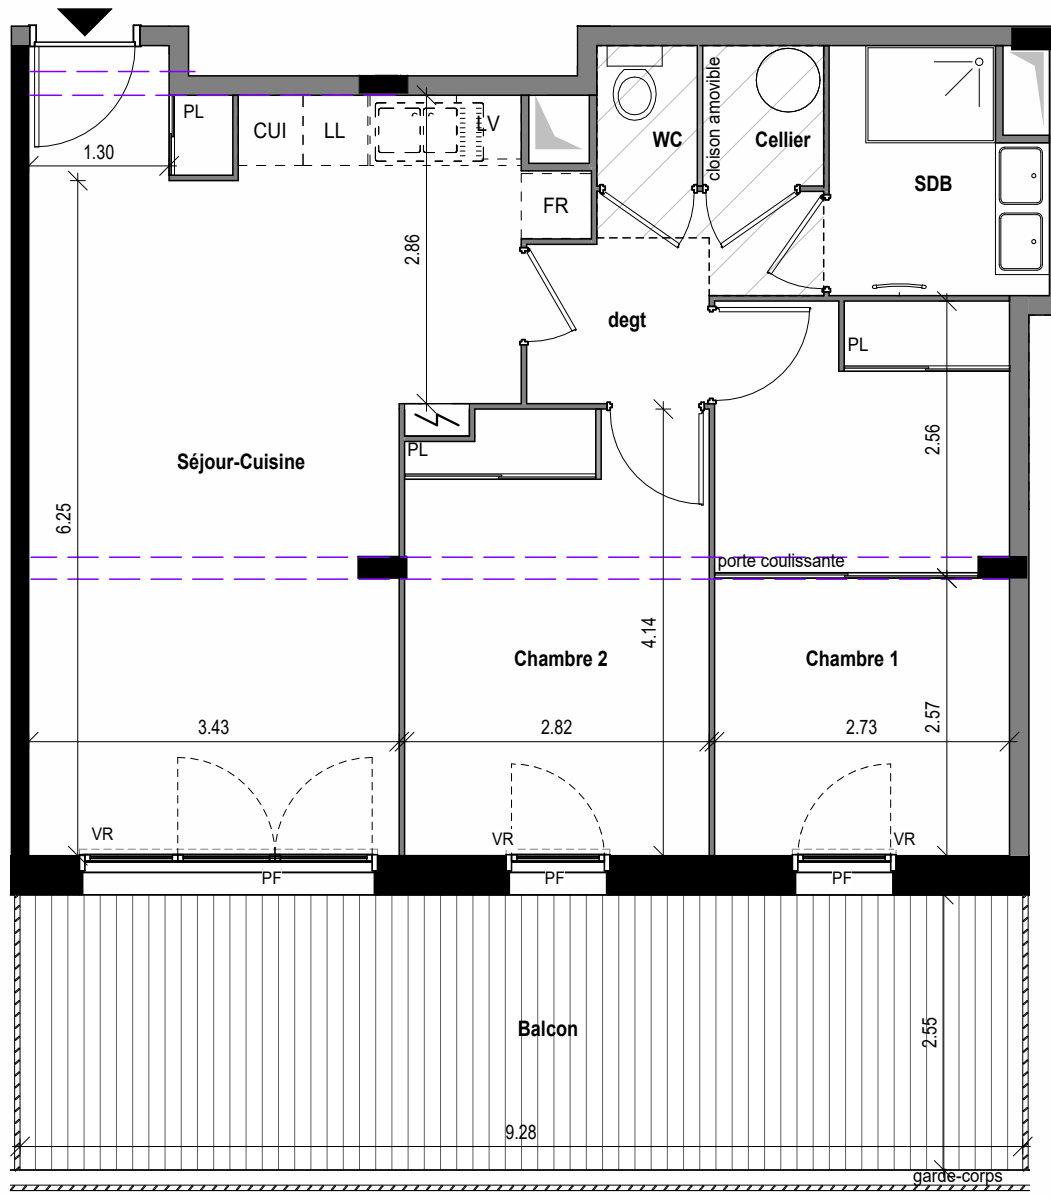 PL
CUI
LL
LV
1.30
WC
cloison amovible
Cellier
SDB
FR
2.86
degt
PL
2.56
PL
Séjour-Cuisine
6.25
porte coulissante
4.14
Chambre 2
Chambre 1
3.43
2.82
2.73
2.57
VR
VR
VR
PF
PF
PF
Balcon
2.55
9.28
garde-corps